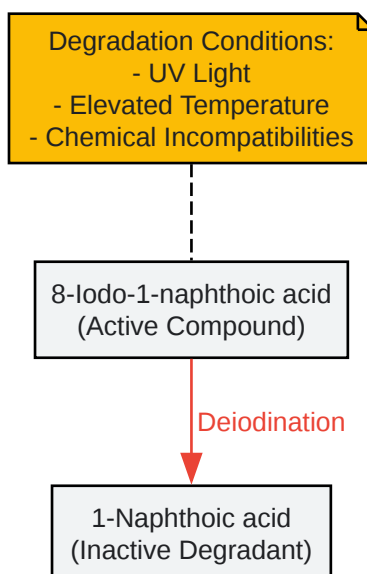 Degradation Conditions:
- UV Light
- Elevated Temperature
- Chemical Incompatibilities
8-Iodo-1-naphthoic acid
(Active Compound)
Deiodination
1-Naphthoic acid
(Inactive Degradant)